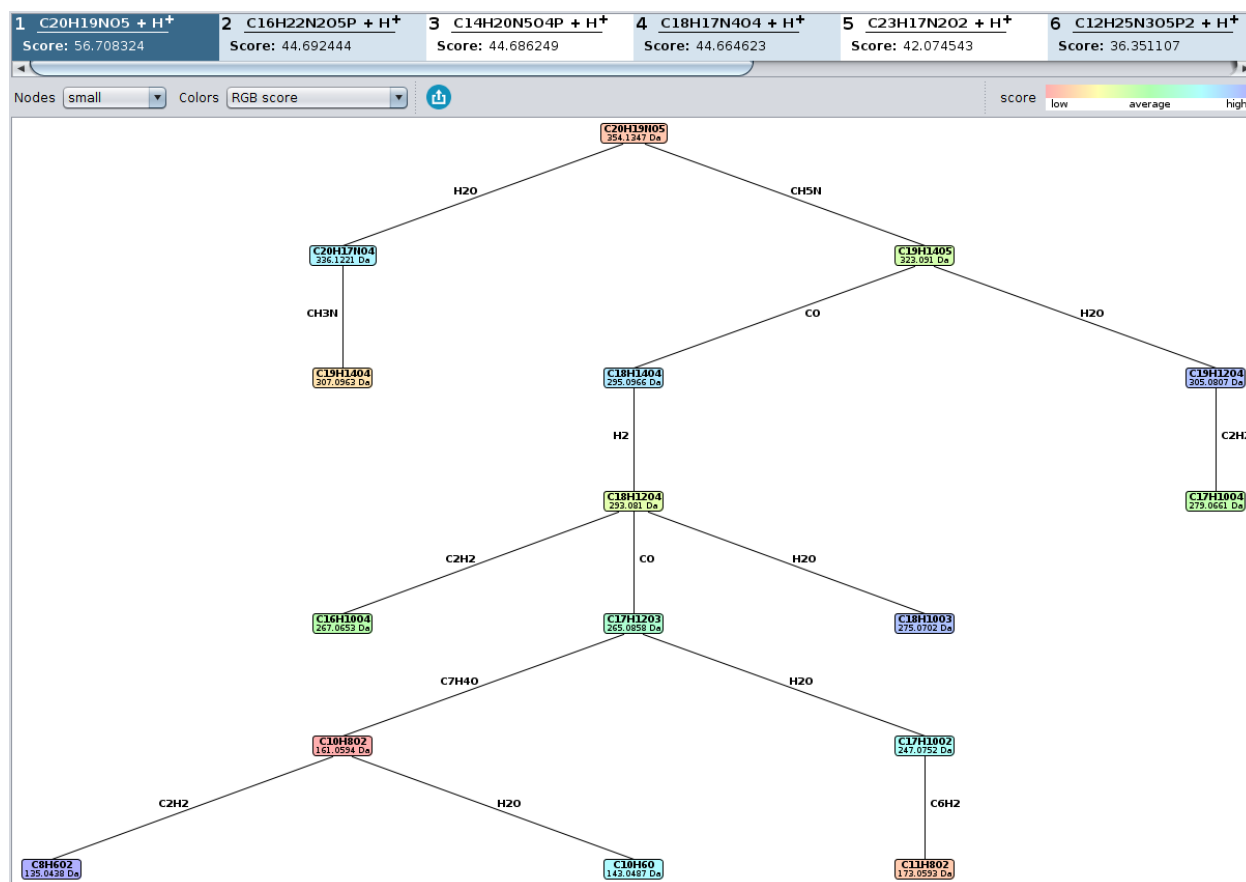 1 C20H19NO5 + H+
Score: 56.708324
2 C16H22N2O5P + H+
Score: 44.692444
3 C14H20N5O4P + H+
Score: 44.686249
4 C18H17N4O4 + H+
Score: 44.664623
5 C23H17N2O2 + H+
Score: 42.074543
6 C12H25N3O5P2 + H+
Score: 36.351107
Nodes small Colors RGB score score low average high
C20H19NO5
354.1347 Da
H2O CH5N
C20H17NO4 C19H14O5
336.1221 Da 323.091 Da
CH3N CO H2O
C19H14O4 C18H14O4 C19H12O4
307.0963 Da 295.0966 Da 305.0807 Da
H2 C2H2
C18H12O4 C17H10O4
293.081 Da 279.0661 Da
C2H2 CO H2O
C16H10O4 C17H12O3 C18H10O3
267.0653 Da 265.0858 Da 275.0702 Da
C7H4O H2O
C10H8O2 C17H10O2
161.0594 Da 247.0752 Da
C2H2 H2O C6H2
C8H6O2 C10H6O C11H8O2
135.0438 Da 143.0487 Da 173.0593 Da